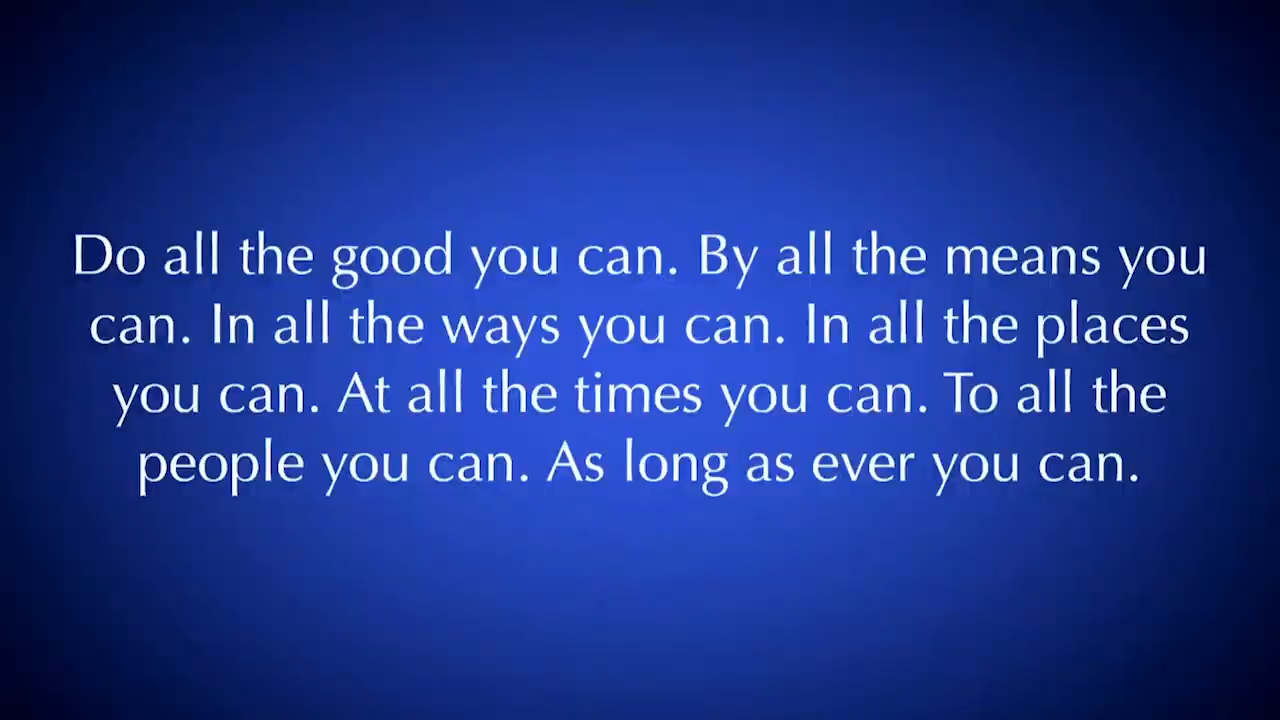 Do all the good you can. By all the means you
can. In all the ways you can. In all the places
you can. At all the times you can. To all the
people you can. As long as ever you can.